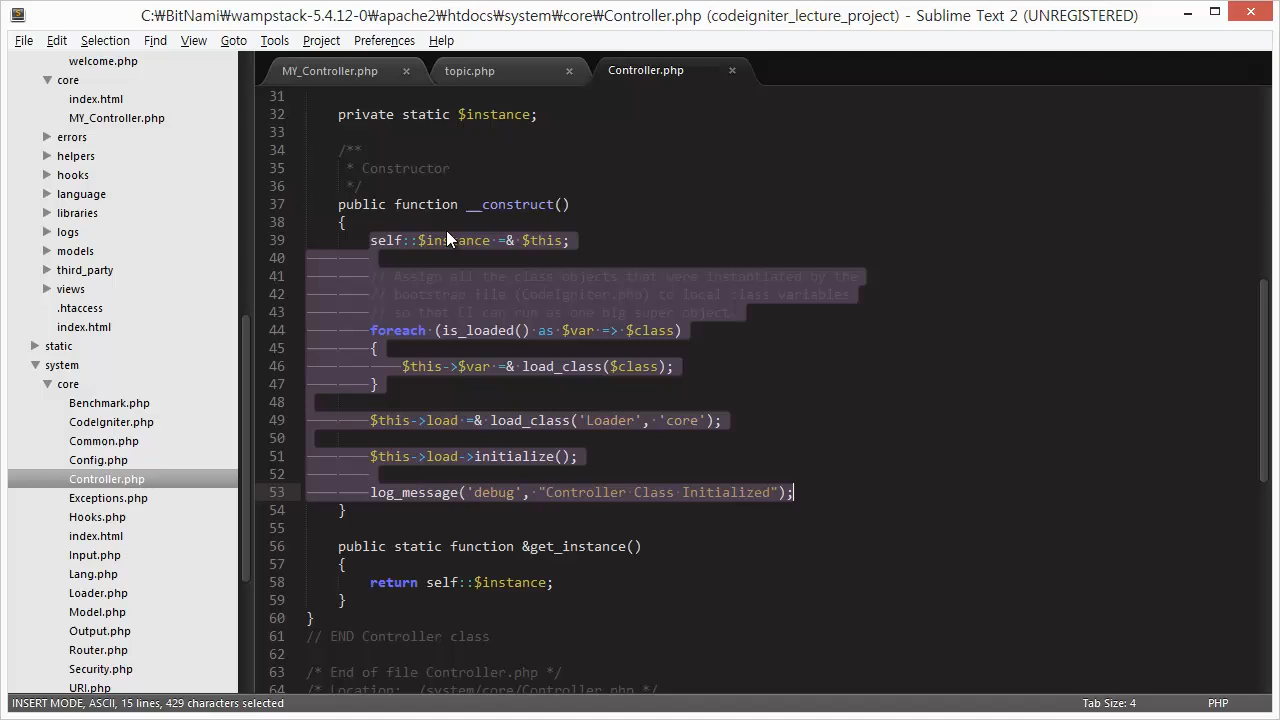 C:₩BitNami₩wampstack-5.4.12-0₩apache2₩htdocs₩system₩core₩Controller.php (codeigniter_lecture_project) - Sublime Text 2 (UNREGISTERED)
File Edit Selection Find View Goto Tools Project Preferences Help
welcome.php
core
index.html
MY_Controller.php
errors
helpers
hooks
language
libraries
logs
models
third_party
views
.htaccess
index.html
static
system
core
Benchmark.php
CodeIgniter.php
Common.php
Config.php
Controller.php
Exceptions.php
Hooks.php
index.html
Input.php
Lang.php
Loader.php
Model.php
Output.php
Router.php
Security.php
URI.php
MY_Controller.php × topic.php × Controller.php ×
31
32 private static $instance;
33
34 /**
35 * Constructor
36 */
37 public function __construct()
38 {
39 self::$instance =& $this;
40
41 // Assign all the class objects that were instantiated by the
42 // bootstrap file (CodeIgniter.php) to local class variables
43 // so that CI can run as one big super object.
44 foreach (is_loaded() as $var => $class)
45 {
46 $this->$var =& load_class($class);
47 }
48
49 $this->load =& load_class('Loader', 'core');
50
51 $this->load->initialize();
52
53 log_message('debug', "Controller Class Initialized");
54 }
55
56 public static function &get_instance()
57 {
58 return self::$instance;
59 }
60 }
61 // END Controller class
62
63 /* End of file Controller.php */
64 /* Location: ./system/core/Controller.php */
INSERT MODE, ASCII, 15 lines, 429 characters selected Tab Size: 4 PHP